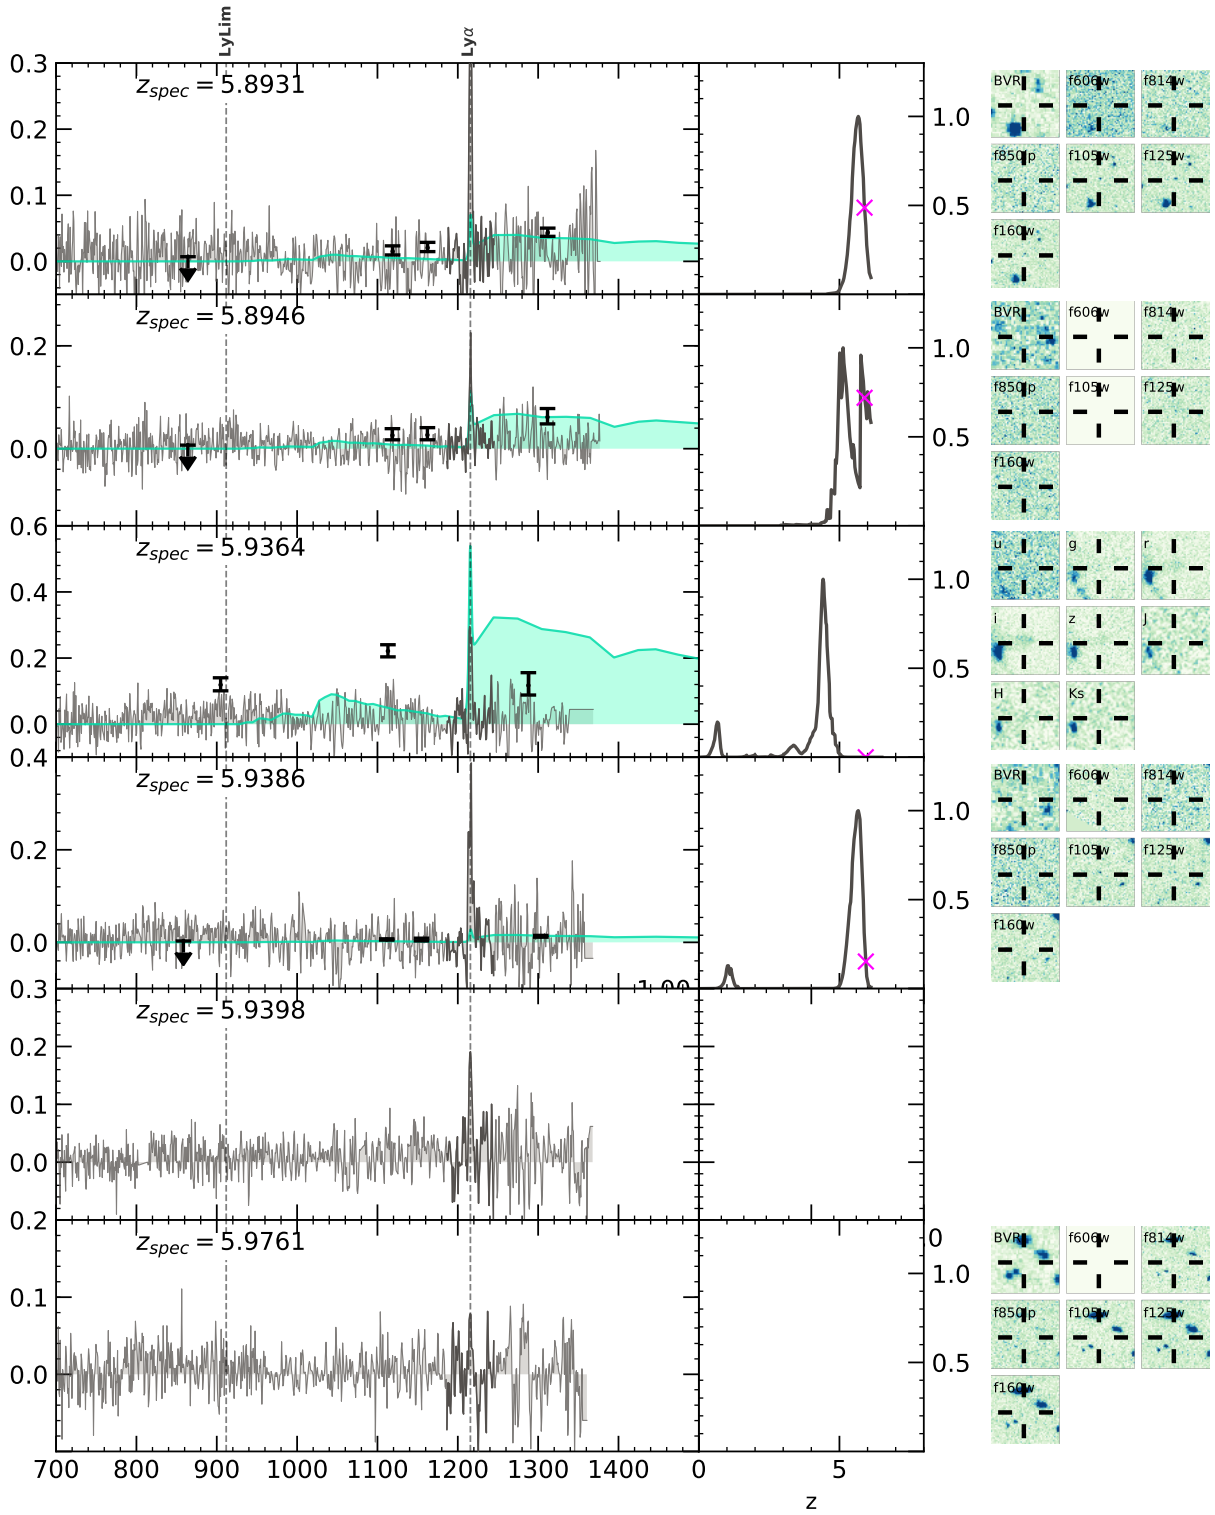 LyLim
Lyα
0.3
z_spec = 5.8931
BVR f606w f814w
0.2
1.0
0.1
f850lp f105w f125w
0.5
0.0
f160w
z_spec = 5.8946
BVR f606w f814w
0.2
1.0
f850lp f105w f125w
0.5
0.0
f160w
0.6
z_spec = 5.9364
u g r
0.4
1.0
i z J
0.2
0.5
H Ks
0.0
0.4
z_spec = 5.9386
BVR f606w f814w
1.0
0.2
f850lp f105w f125w
0.5
0.0
f160w
1.00
0.3
z_spec = 5.9398
0.2
0.1
0.0
0.2
z_spec = 5.9761
0
BVR f606w f814w
1.0
0.1
f850lp f105w f125w
0.5
0.0
f160w
700 800 900 1000 1100 1200 1300 1400 0 5
z